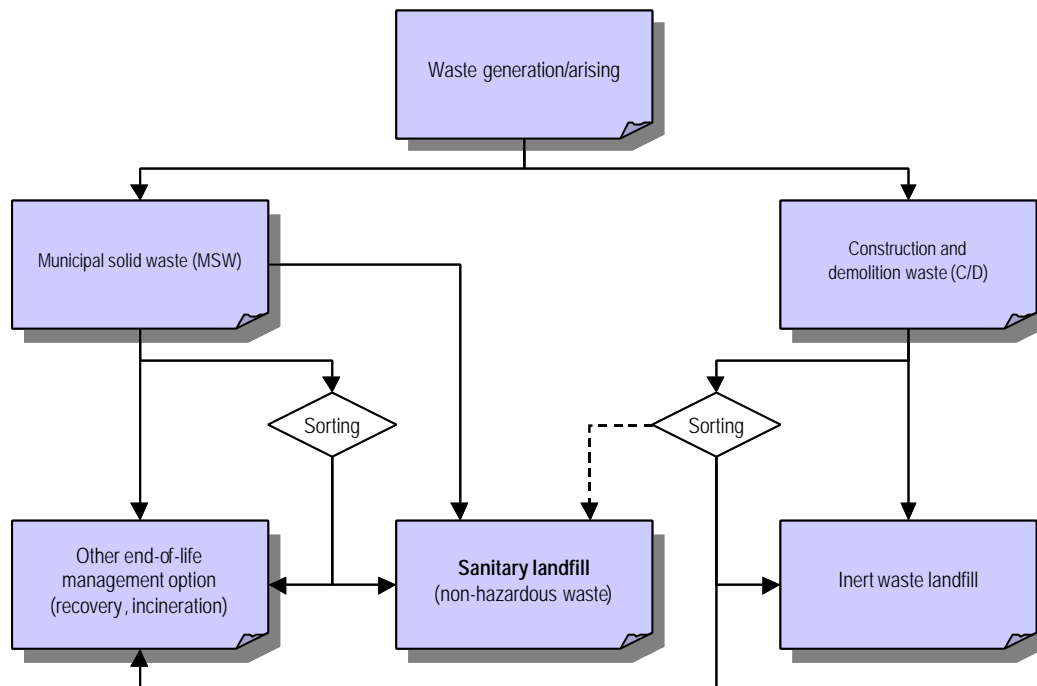 Waste generation/arising
Municipal solid waste (MSW)
Construction and
demolition waste (C/D)
Sorting
Sorting
Other end-of-life
management option
(recovery, incineration)
Sanitary landfill
(non-hazardous waste)
Inert waste landfill